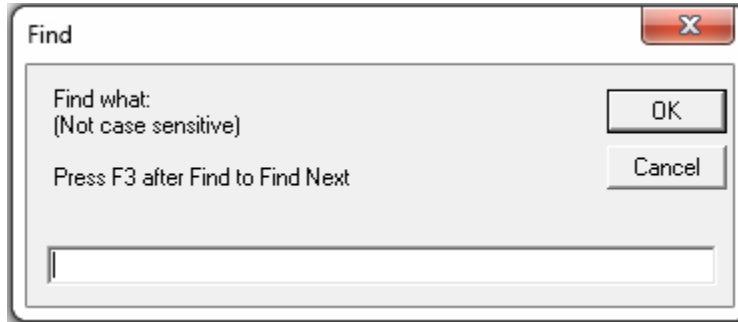 Find
Find what:
(Not case sensitive)
OK
Press F3 after Find to Find Next
Cancel